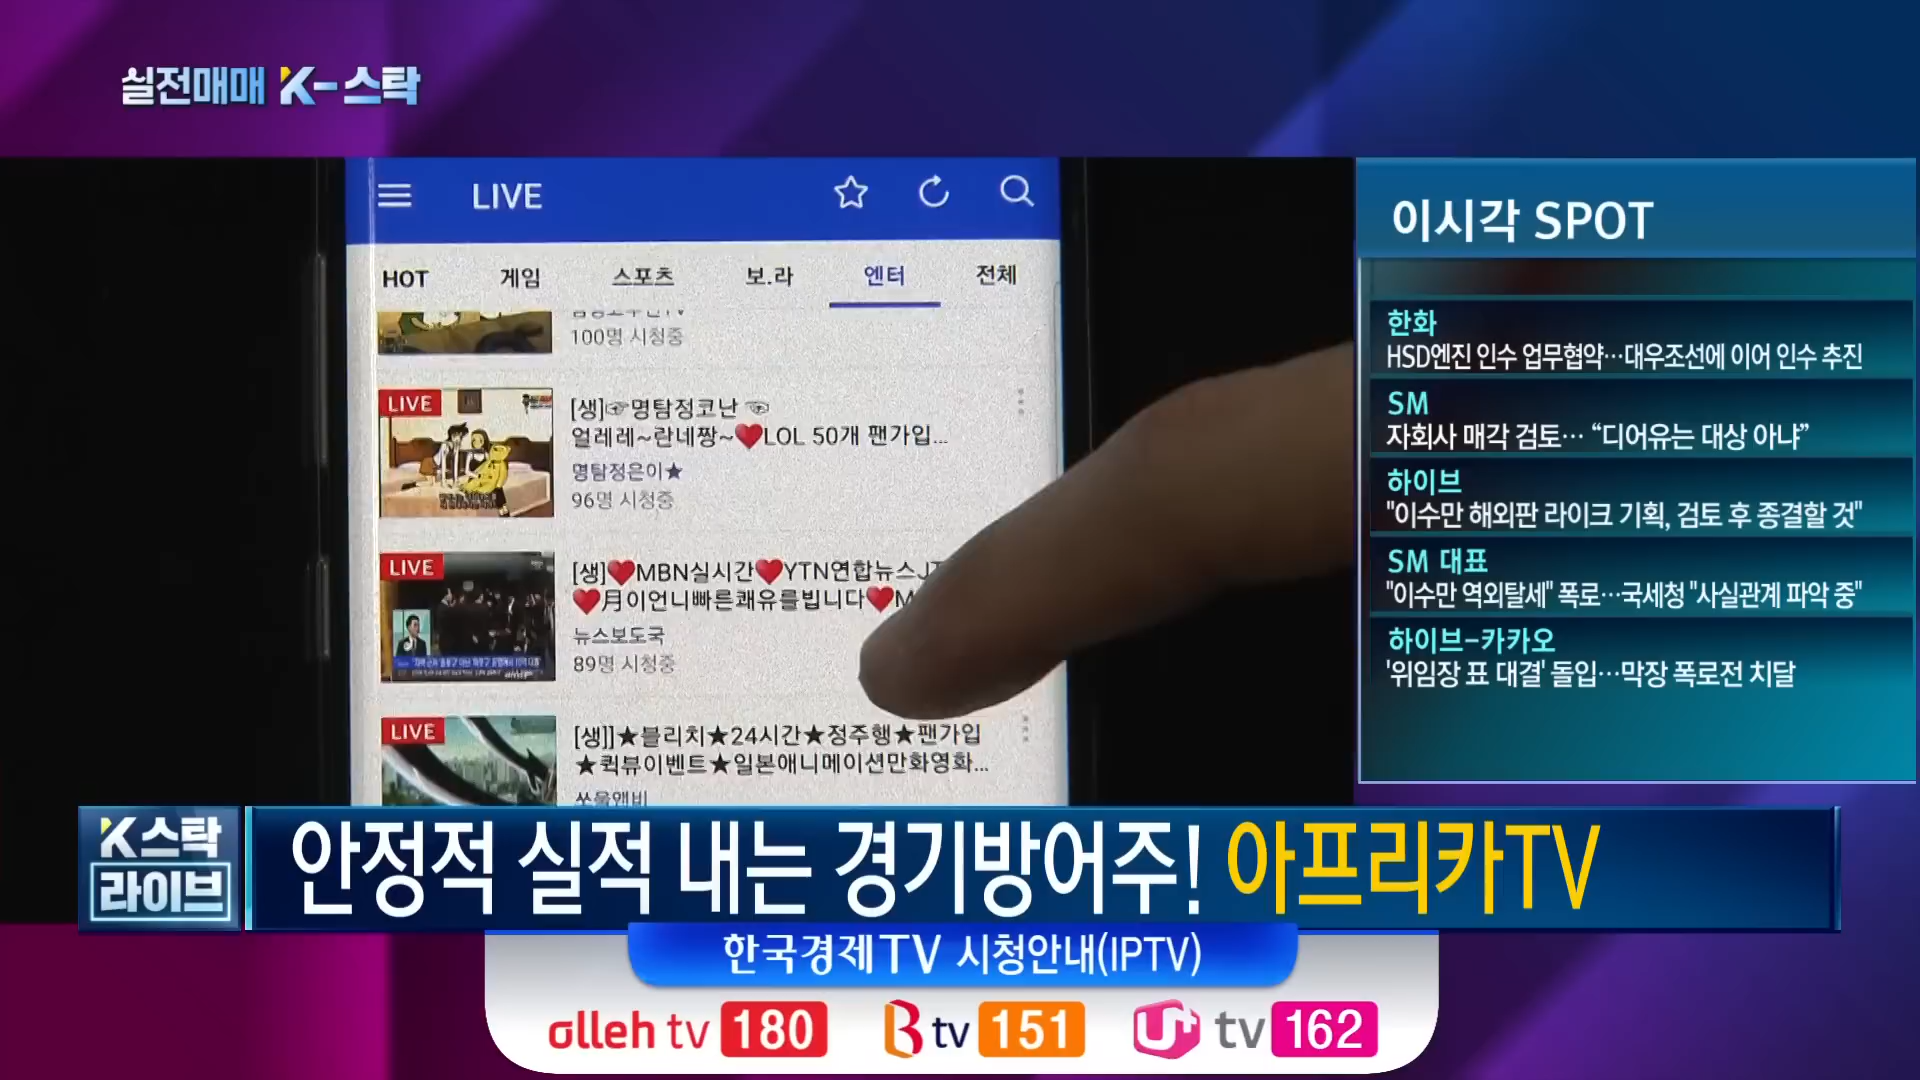 실전매매 K-스탁
LIVE
HOT 게임 스포츠 보.라 엔터 전체
100명 시청중
LIVE
[생]☞명탐정코난 ☜
얼레레~란네짱~♥LOL 50개 팬가입...
명탐정은이★
96명 시청중
LIVE
[생]♥MBN실시간♥YTN연합뉴스JT
♥月이언니빠른쾌유를빕니다♥M
뉴스보도국
89명 시청중
LIVE
[생]]★블리치★24시간★정주행★팬가입
★퀵뷰이벤트★일본애니메이션만화영화...
쏘울앤비
이시각 SPOT
한화
HSD엔진 인수 업무협약…대우조선에 이어 인수 추진
SM
자회사 매각 검토… “디어유는 대상 아냐”
하이브
"이수만 해외판 라이크 기획, 검토 후 종결할 것"
SM 대표
"이수만 역외탈세" 폭로…국세청 "사실관계 파악 중"
하이브-카카오
'위임장 표 대결' 돌입…막장 폭로전 치달
K스탁
라이브
안정적 실적 내는 경기방어주! 아프리카TV
한국경제TV 시청안내(IPTV)
olleh tv 180 B tv 151 U+ tv 162